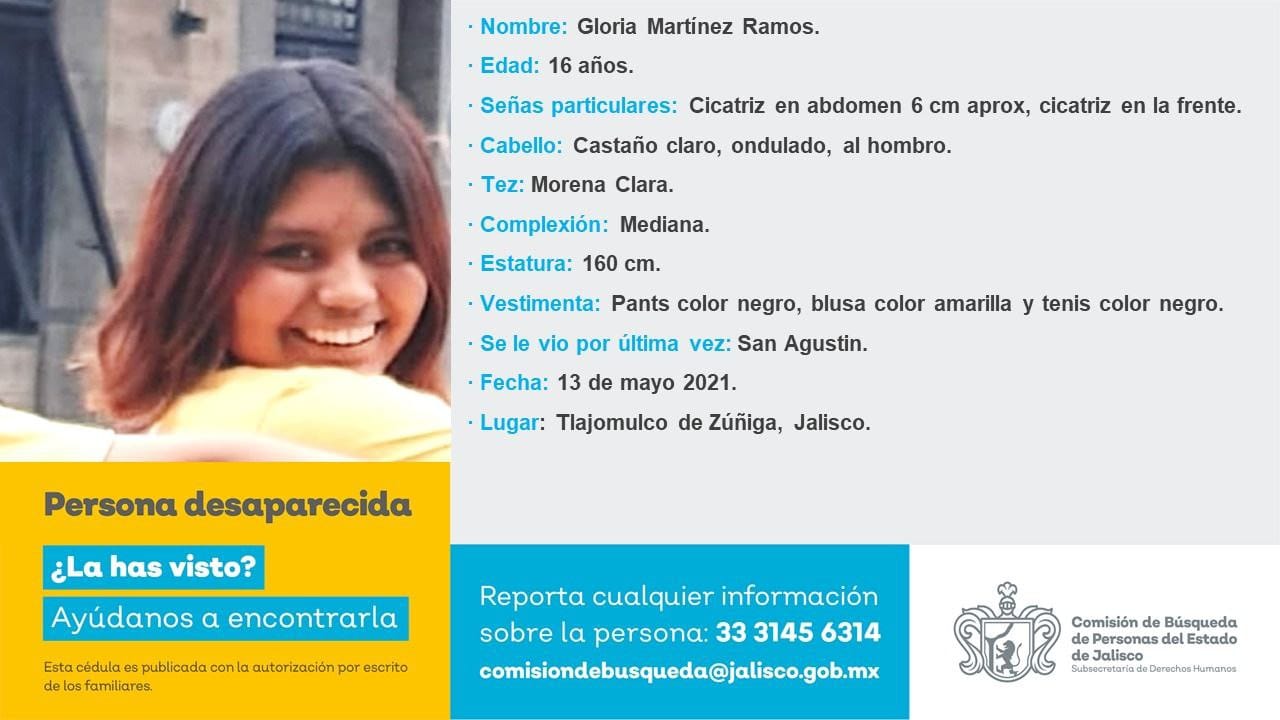 · Nombre: Gloria Martínez Ramos.
· Edad: 16 años.
· Señas particulares: Cicatriz en abdomen 6 cm aprox, cicatriz en la frente.
· Cabello: Castaño claro, ondulado, al hombro.
· Tez: Morena Clara.
· Complexión: Mediana.
· Estatura: 160 cm.
· Vestimenta: Pants color negro, blusa color amarilla y tenis color negro.
· Se le vio por última vez: San Agustin.
· Fecha: 13 de mayo 2021.
· Lugar: Tlajomulco de Zúñiga, Jalisco.
Persona desaparecida
¿La has visto?
Ayúdanos a encontrarla
Esta cédula es publicada con la autorización por escrito
de los familiares.
Reporta cualquier información
sobre la persona: 33 3145 6314
comisiondebusqueda@jalisco.gob.mx
Comisión de Búsqueda
de Personas del Estado
de Jalisco
Subsecretaría de Derechos Humanos